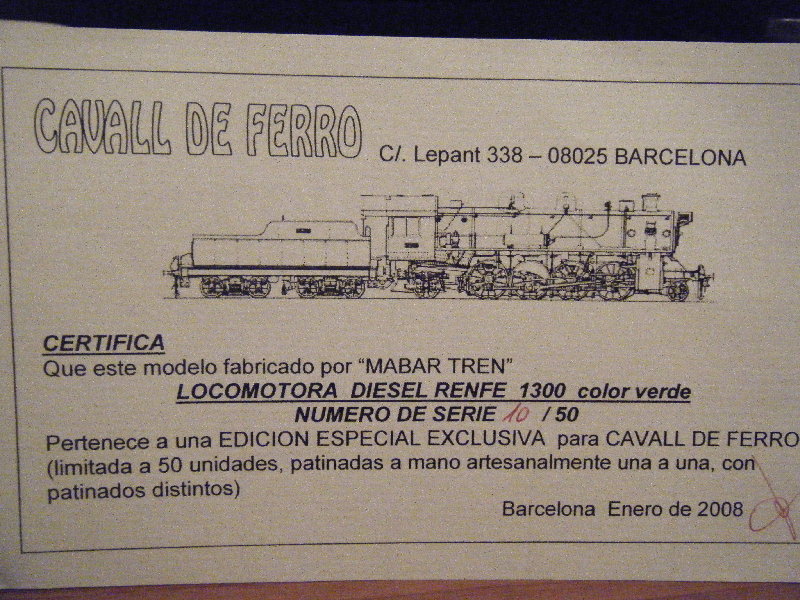 CAVALL DE FERRO
C/. Lepant 338 – 08025 BARCELONA
CERTIFICA
Que este modelo fabricado por “MABAR TREN”
LOCOMOTORA DIESEL RENFE 1300 color verde
NUMERO DE SERIE 10 / 50
Pertenece a una EDICION ESPECIAL EXCLUSIVA para CAVALL DE FERRO
(limitada a 50 unidades, patinadas a mano artesanalmente una a una, con
patinados distintos)
Barcelona Enero de 2008